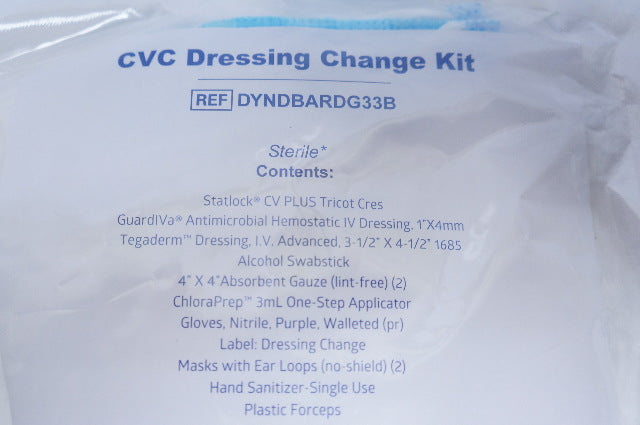 CVC Dressing Change Kit
REF DYNDBARDG33B
Sterile*
Contents:
Statlock® CV PLUS Tricot Cres
GuardIVa® Antimicrobial Hemostatic IV Dressing, 1"X4mm
Tegaderm™ Dressing, I.V. Advanced, 3-1/2" X 4-1/2" 1685
Alcohol Swabstick
4" X 4"Absorbent Gauze (lint-free) (2)
ChloraPrep™ 3mL One-Step Applicator
Gloves, Nitrile, Purple, Walleted (pr)
Label: Dressing Change
Masks with Ear Loops (no-shield) (2)
Hand Sanitizer-Single Use
Plastic Forceps